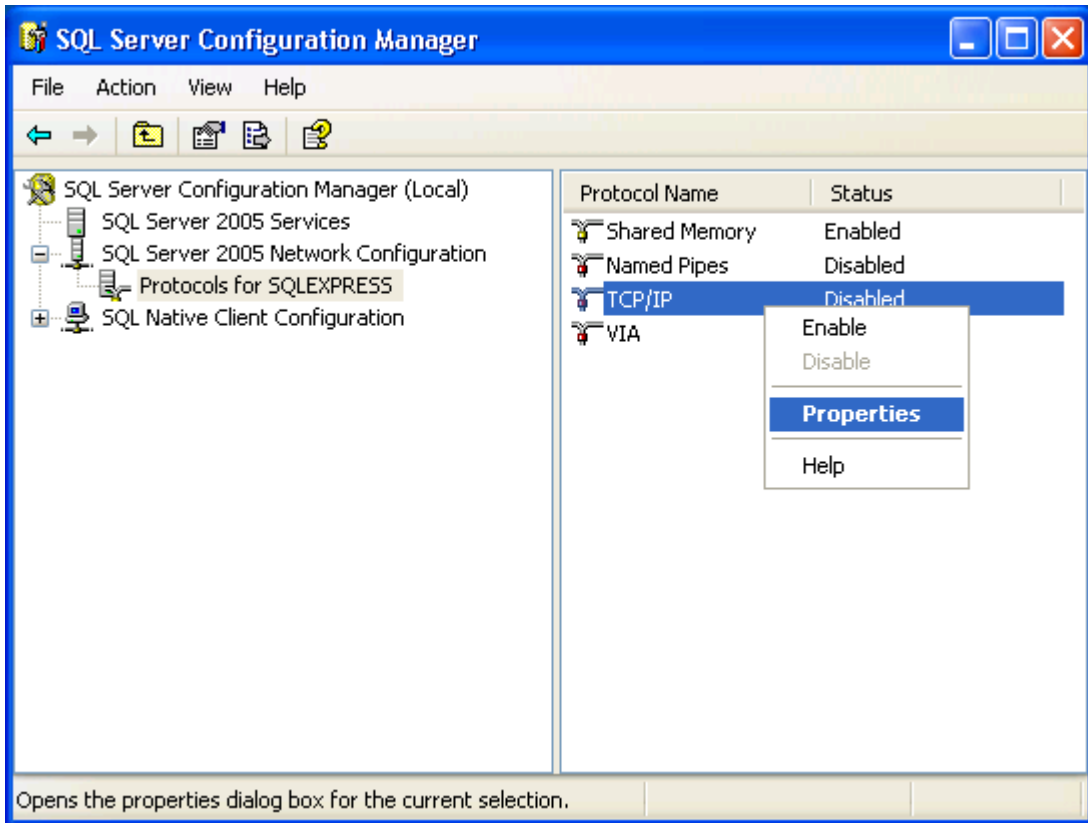 SQL Server Configuration Manager
File Action View Help
SQL Server Configuration Manager (Local)
SQL Server 2005 Services
SQL Server 2005 Network Configuration
Protocols for SQLEXPRESS
SQL Native Client Configuration
Protocol Name Status
Shared Memory Enabled
Named Pipes Disabled
TCP/IP Disabled
VIA
Enable
Disable
Properties
Help
Opens the properties dialog box for the current selection.